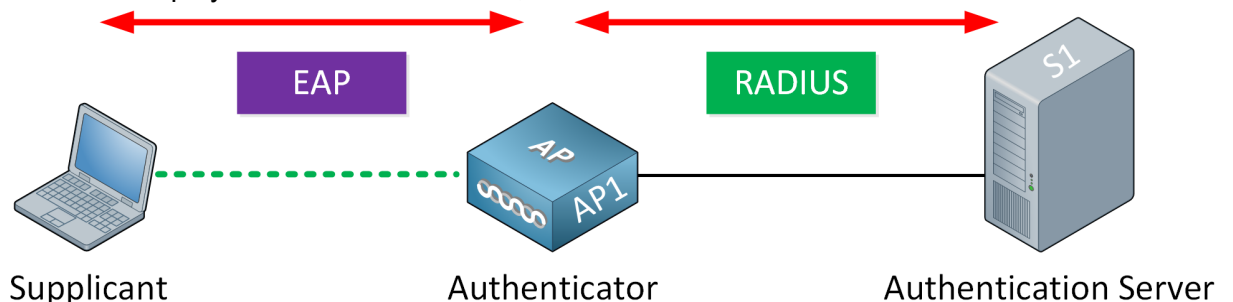 EAP
RADIUS
S1
AP
AP1
Supplicant
Authenticator
Authentication Server